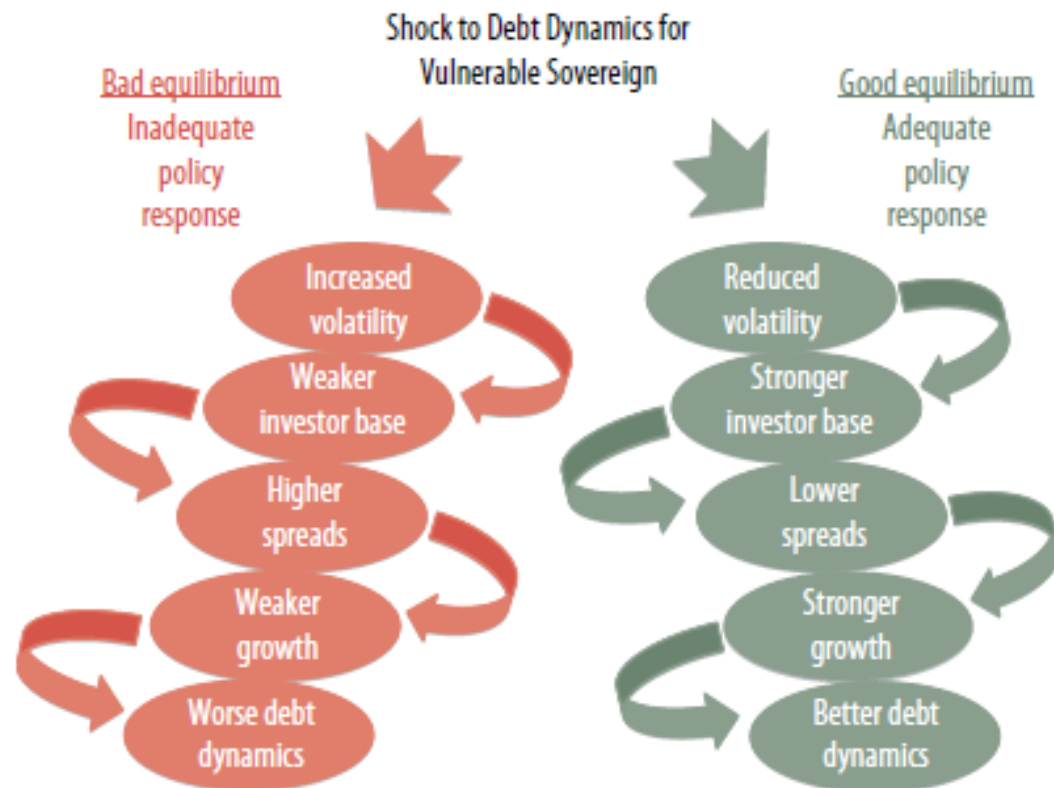 Shock to Debt Dynamics for
Vulnerable Sovereign
Bad equilibrium
Inadequate
policy
response
Good equilibrium
Adequate
policy
response
Increased
volatility
Weaker
investor base
Higher
spreads
Weaker
growth
Worse debt
dynamics
Reduced
volatility
Stronger
investor base
Lower
spreads
Stronger
growth
Better debt
dynamics